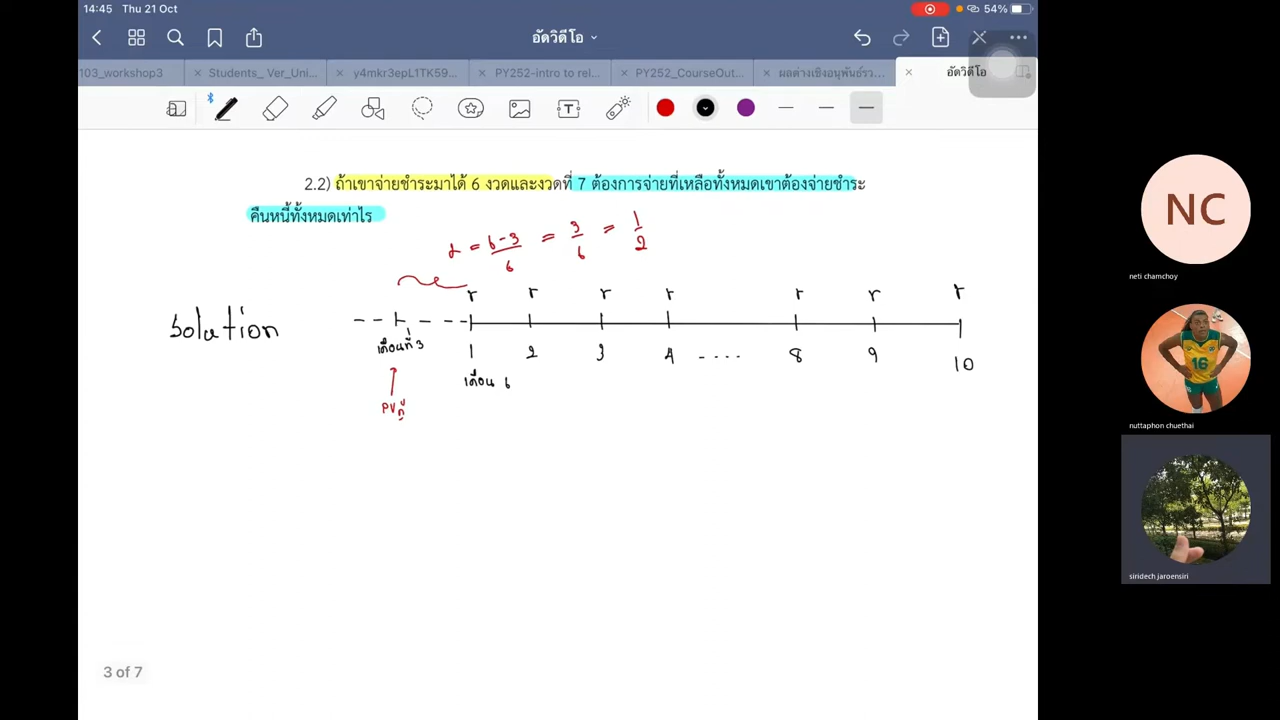 14:45 Thu 21 Oct
54%
อัดวิดีโอ
103_workshop3
Students_ Ver_Uni...
y4mkr3epL1TK59...
PY252-intro to rel...
PY252_CourseOut...
ผลต่างเชิงอนุพันธ์รว...
อัดวิดีโอ
2.2) ถ้าเขาจ่ายชำระมาได้ 6 งวดและงวดที่ 7 ต้องการจ่ายที่เหลือทั้งหมดเขาต้องจ่ายชำระ
คืนหนี้ทั้งหมดเท่าไร
α = 6-3/6 = 3/6 = 1/2
Solution
r r r r r r r
เดือนที่ 3 1 2 3 4 .... 8 9 10
เดือน 6
PVกู้
3 of 7
NC
neti chamchoy
16
nuttaphon chuethai
siridech jaroensiri